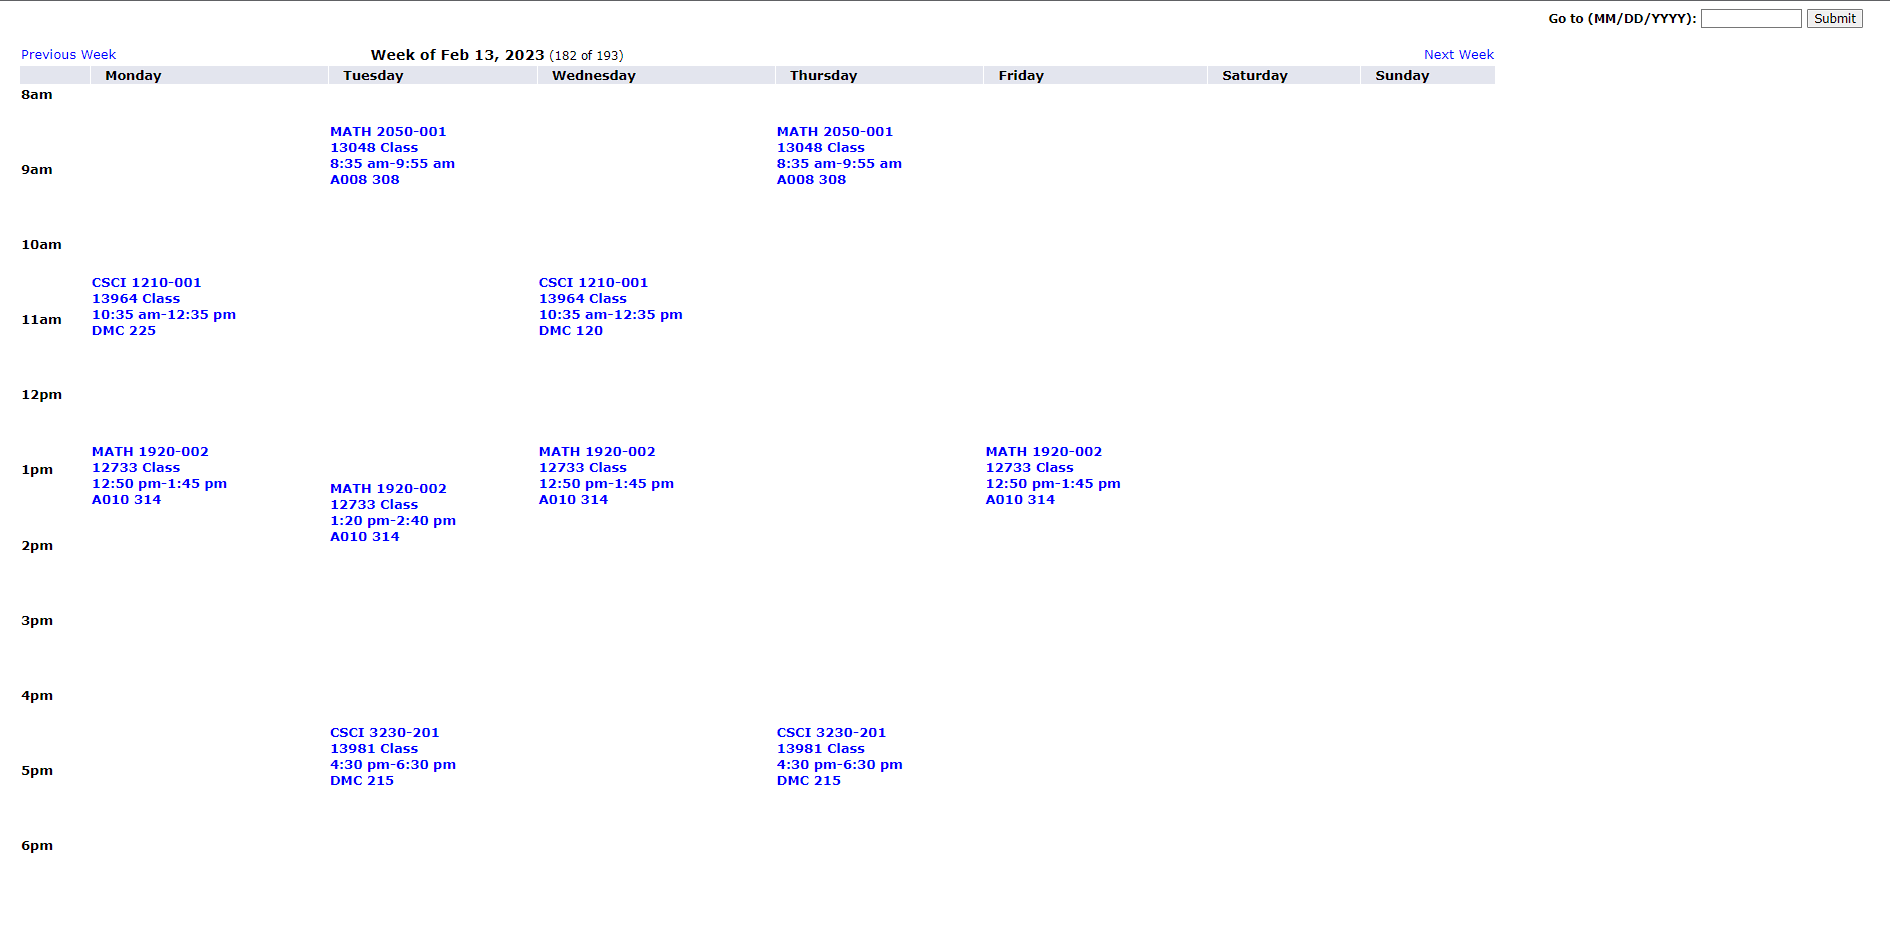 Go to (MM/DD/YYYY): Submit
Previous Week Week of Feb 13, 2023 (182 of 193) Next Week
Monday Tuesday Wednesday Thursday Friday Saturday Sunday
8am
MATH 2050-001 MATH 2050-001
13048 Class 13048 Class
8:35 am-9:55 am 8:35 am-9:55 am
9am
A008 308 A008 308
10am
CSCI 1210-001 CSCI 1210-001
13964 Class 13964 Class
10:35 am-12:35 pm 10:35 am-12:35 pm
11am
DMC 225 DMC 120
12pm
MATH 1920-002 MATH 1920-002 MATH 1920-002
12733 Class 12733 Class 12733 Class
1pm
12:50 pm-1:45 pm 12:50 pm-1:45 pm 12:50 pm-1:45 pm
A010 314 A010 314 A010 314
MATH 1920-002
12733 Class
1:20 pm-2:40 pm
A010 314
2pm
3pm
4pm
CSCI 3230-201 CSCI 3230-201
13981 Class 13981 Class
4:30 pm-6:30 pm 4:30 pm-6:30 pm
5pm
DMC 215 DMC 215
6pm